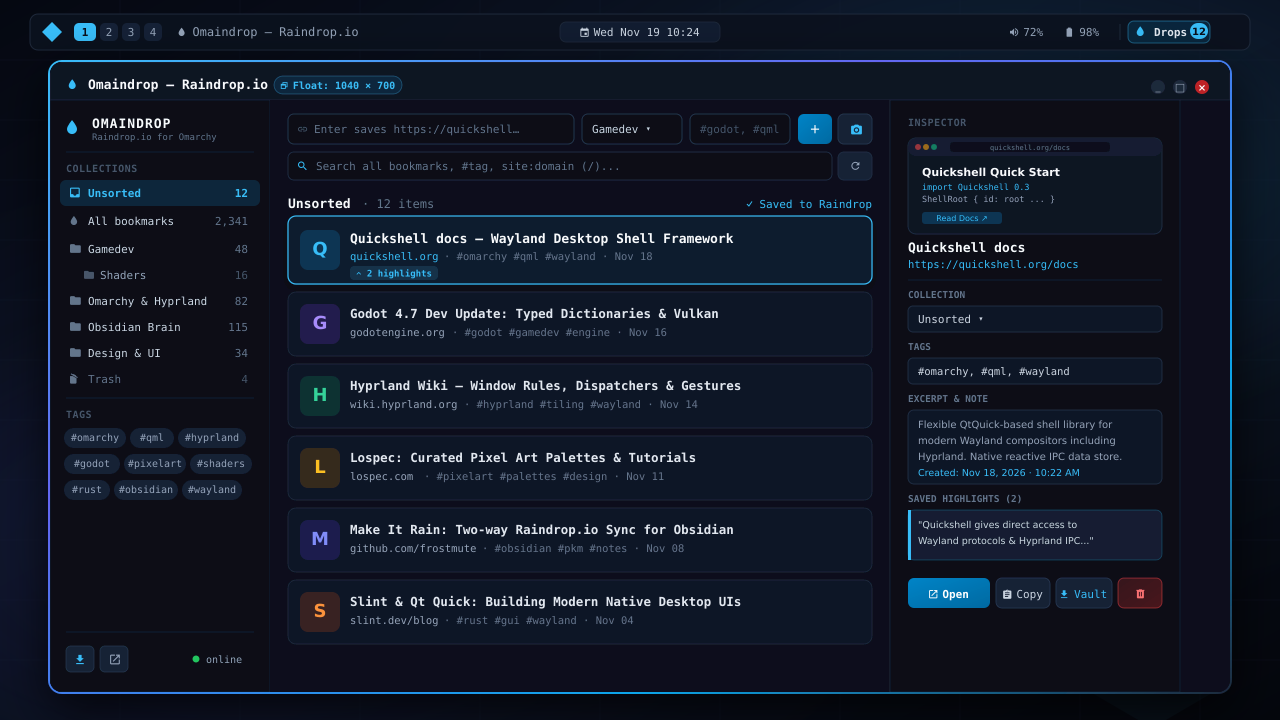 1 2 3 4 Omaindrop — Raindrop.io Wed Nov 19 10:24 72% 98% Drops 12
Omaindrop — Raindrop.io Float: 1040 × 700
OMAINDROP
Raindrop.io for Omarchy
COLLECTIONS
Unsorted 12
All bookmarks 2,341
Gamedev 48
Shaders 16
Omarchy & Hyprland 82
Obsidian Brain 115
Design & UI 34
Trash 4
TAGS
#omarchy #qml #hyprland
#godot #pixelart #shaders
#rust #obsidian #wayland
online
Enter saves https://quickshell… Gamedev ▾ #godot, #qml +
Search all bookmarks, #tag, site:domain (/)...
Unsorted · 12 items ✓ Saved to Raindrop
Q
Quickshell docs — Wayland Desktop Shell Framework
quickshell.org · #omarchy #qml #wayland · Nov 18
2 highlights
G
Godot 4.7 Dev Update: Typed Dictionaries & Vulkan
godotengine.org · #godot #gamedev #engine · Nov 16
H
Hyprland Wiki — Window Rules, Dispatchers & Gestures
wiki.hyprland.org · #hyprland #tiling #wayland · Nov 14
L
Lospec: Curated Pixel Art Palettes & Tutorials
lospec.com · #pixelart #palettes #design · Nov 11
M
Make It Rain: Two-way Raindrop.io Sync for Obsidian
github.com/frostmute · #obsidian #pkm #notes · Nov 08
S
Slint & Qt Quick: Building Modern Native Desktop UIs
slint.dev/blog · #rust #gui #wayland · Nov 04
INSPECTOR
quickshell.org/docs
Quickshell Quick Start
import Quickshell 0.3
ShellRoot { id: root ... }
Read Docs ↗
Quickshell docs
https://quickshell.org/docs
COLLECTION
Unsorted ▾
TAGS
#omarchy, #qml, #wayland
EXCERPT & NOTE
Flexible QtQuick-based shell library for
modern Wayland compositors including
Hyprland. Native reactive IPC data store.
Created: Nov 18, 2026 · 10:22 AM
SAVED HIGHLIGHTS (2)
"Quickshell gives direct access to
Wayland protocols & Hyprland IPC..."
Open Copy Vault